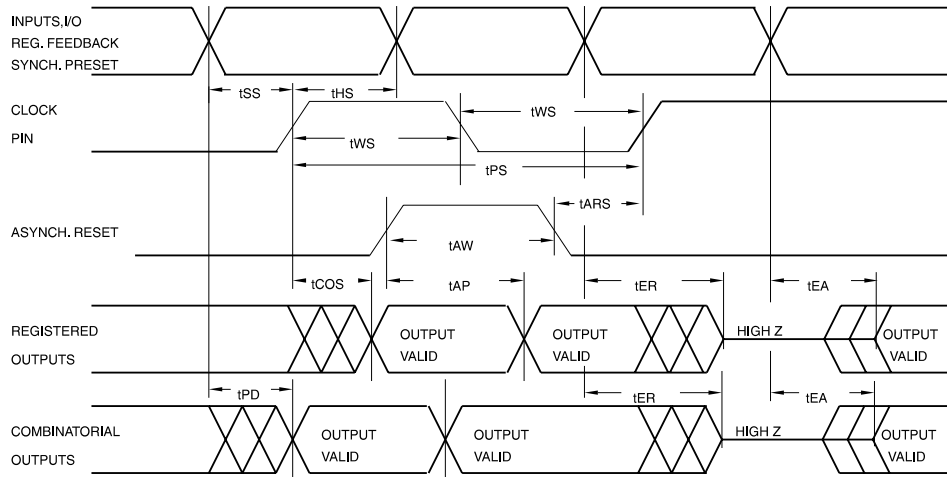 INPUTS,I/O
REG. FEEDBACK
SYNCH. PRESET
tSS
tHS
CLOCK
PIN
tWS
tWS
tPS
tARS
ASYNCH. RESET
tAW
tCOS
tAP
tER
tEA
REGISTERED
OUTPUTS
OUTPUT
VALID
OUTPUT
VALID
HIGH Z
OUTPUT
VALID
tPD
tER
tEA
COMBINATORIAL
OUTPUTS
OUTPUT
VALID
OUTPUT
VALID
HIGH Z
OUTPUT
VALID